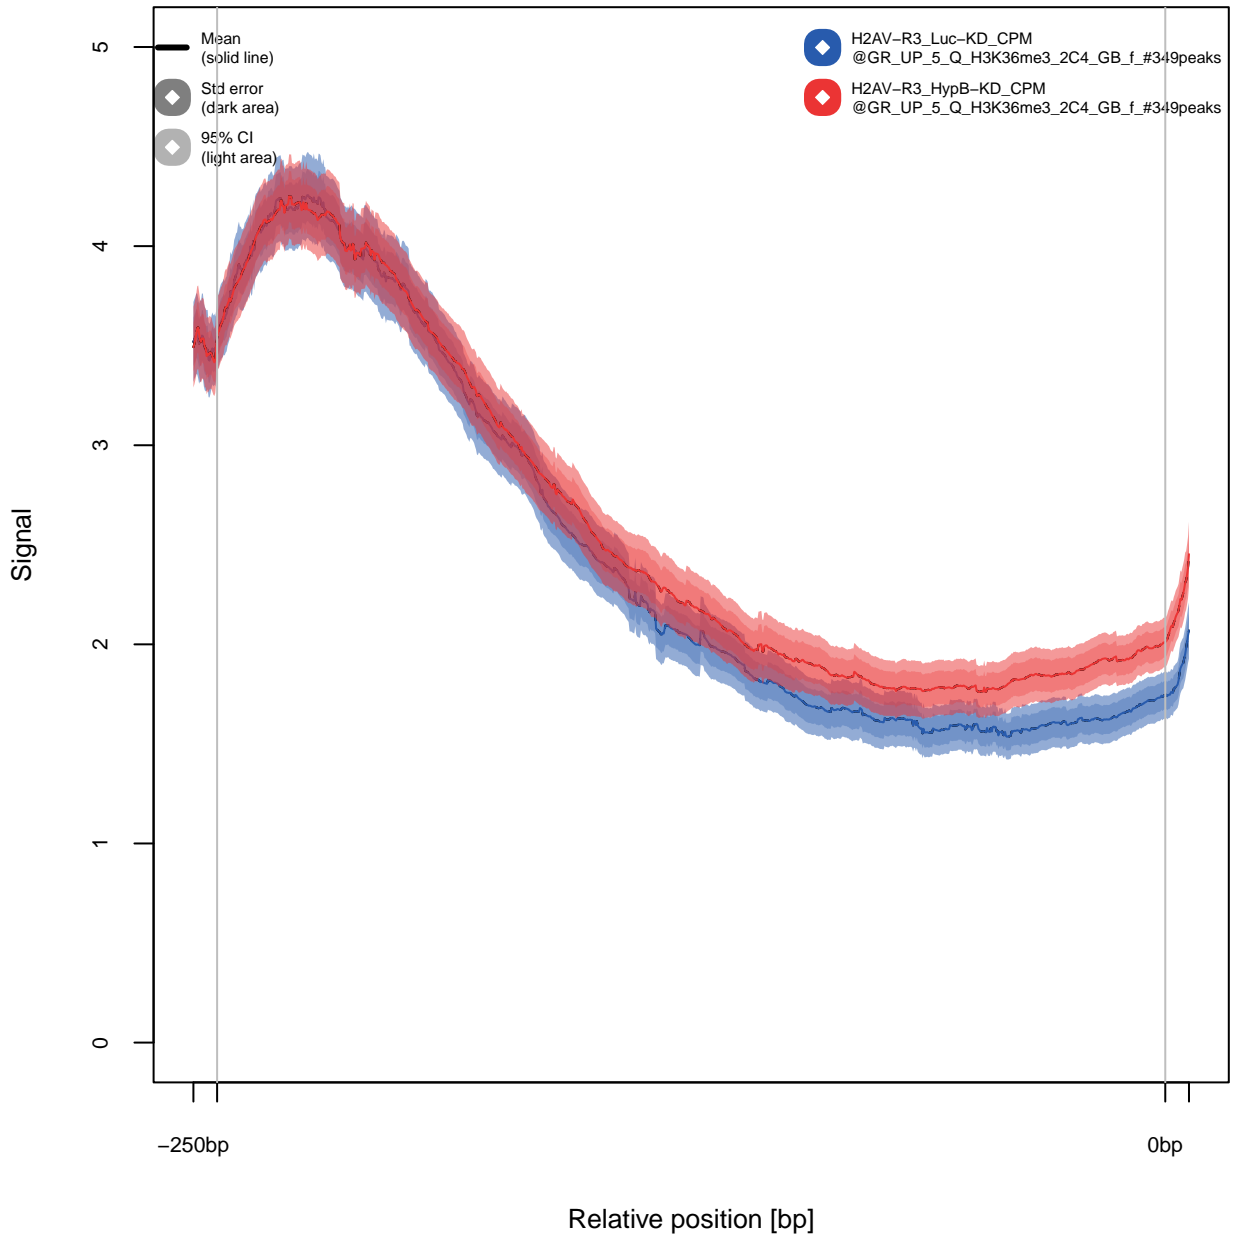 Mean
(solid line)
Std error
(dark area)
95% CI
(light area)
H2AV−R3_Luc−KD_CPM
@GR_UP_5_Q_H3K36me3_2C4_GB_f_#349peaks
H2AV−R3_HypB−KD_CPM
@GR_UP_5_Q_H3K36me3_2C4_GB_f_#349peaks
5
4
3
2
1
0
Signal
−250bp
0bp
Relative position [bp]